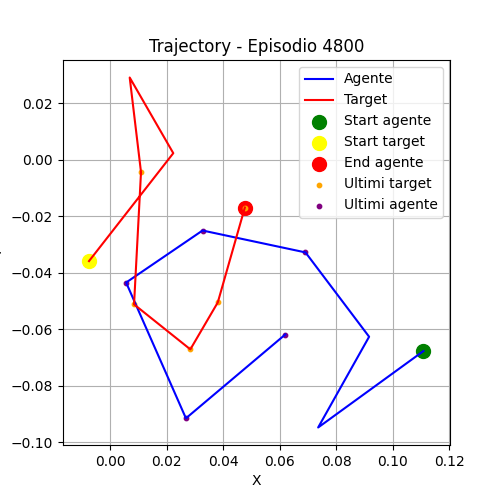 Trajectory - Episodio 4800
Agente
Target
Start agente
Start target
End agente
Ultimi target
Ultimi agente
0.02
0.00
−0.02
−0.04
−0.06
−0.08
−0.10
0.00
0.02
0.04
0.06
0.08
0.10
0.12
X